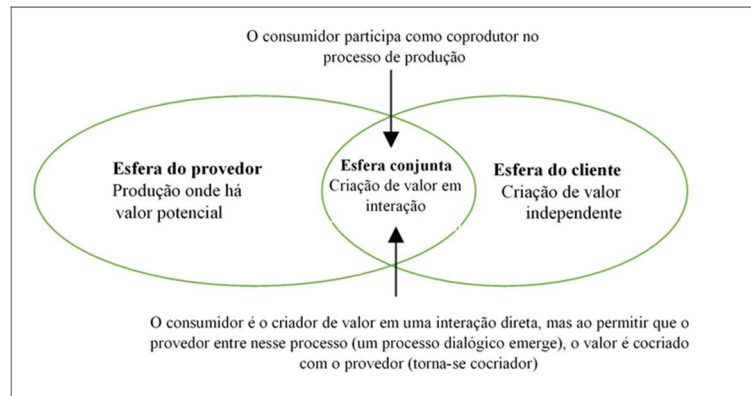 O consumidor participa como coprodutor no
processo de produção
Esfera do provedor
Produção onde há
valor potencial
Esfera conjunta
Criação de valor em
interação
Esfera do cliente
Criação de valor
independente
O consumidor é o criador de valor em uma interação direta, mas ao permitir que o
provedor entre nesse processo (um processo dialógico emerge), o valor é cocriado
com o provedor (torna-se cocriador)